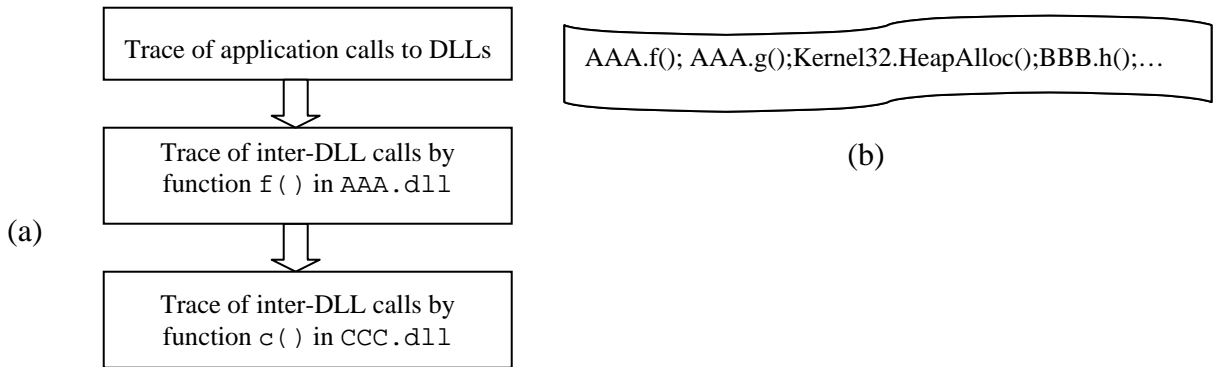 Trace of application calls to DLLs
Trace of inter-DLL calls by
function f() in AAA.dll
(a)
Trace of inter-DLL calls by
function c() in CCC.dll
AAA.f(); AAA.g();Kernel32.HeapAlloc();BBB.h();…
(b)